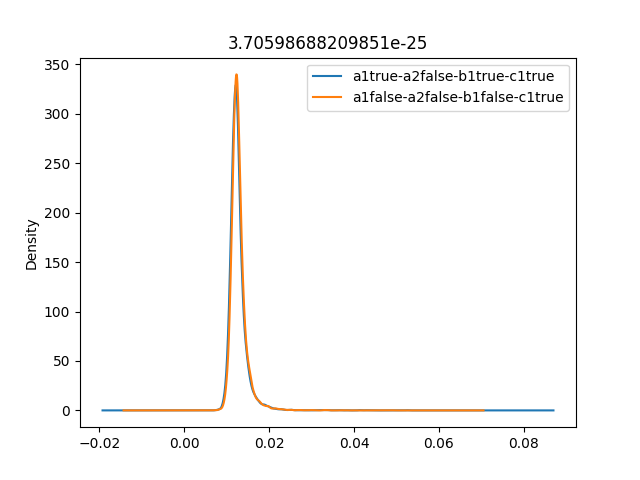 3.70598688209851e-25
a1true-a2false-b1true-c1true
a1false-a2false-b1false-c1true
Density
350
300
250
200
150
100
50
0
−0.02 0.00 0.02 0.04 0.06 0.08